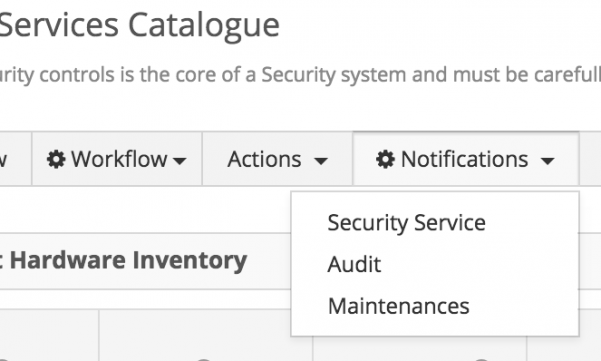 Services Catalogue
urity controls is the core of a Security system and must be carefull
w Workflow Actions Notifications
Security Service
Audit
Maintenances
t Hardware Inventory